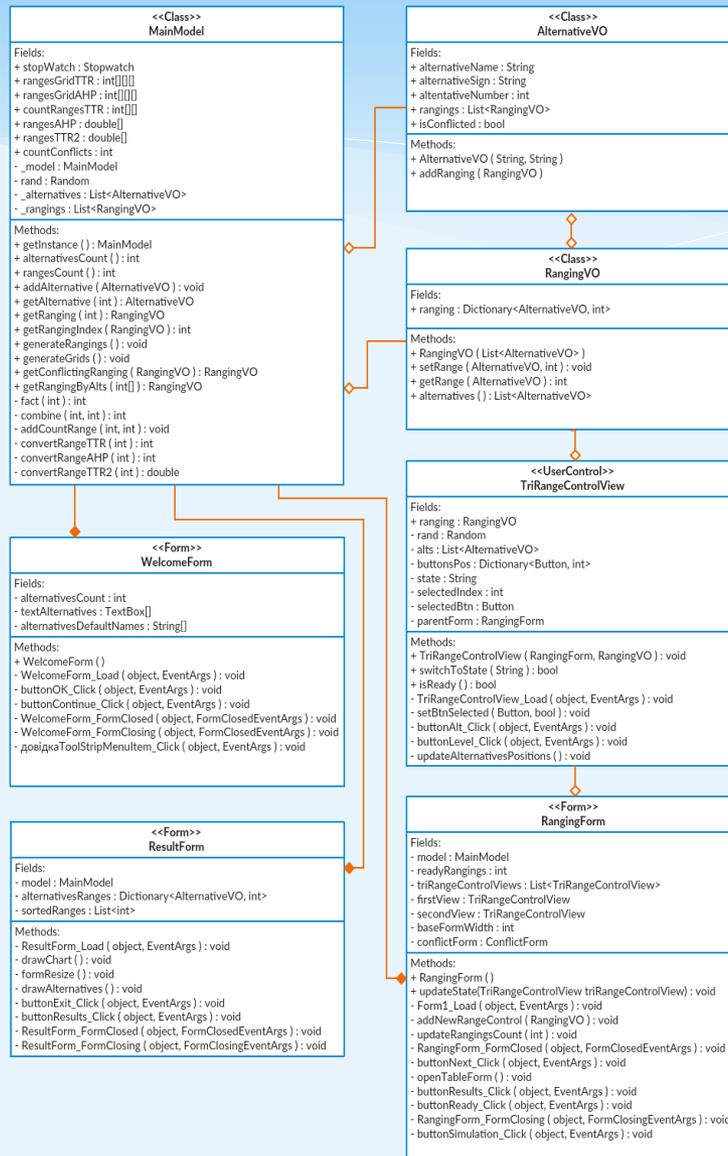 <<Class>>
MainModel
Fields:
+ stopWatch : Stopwatch
+ rangesGridTTR : int[][][]
+ rangesGridAHP : int[][][]
+ countRangesTTR : int[][]
+ rangesAHP : double[]
+ rangesTTR2 : double[]
+ countConflicts : int
- _model : MainModel
- rand : Random
- _alternatives : List<AlternativeVO>
- _rangings : List<RangingVO>
Methods:
+ getInstance ( ) : MainModel
+ alternativesCount ( ) : int
+ rangesCount ( ) : int
+ addAlternative ( AlternativeVO ) : void
+ getAlternative ( int ) : AlternativeVO
+ getRanging ( int ) : RangingVO
+ getRangingIndex ( RangingVO ) : int
+ generateRangings ( ) : void
+ generateGrids ( ) : void
+ getConflictingRanging ( RangingVO ) : RangingVO
+ getRangingByAlts ( int[] ) : RangingVO
- fact ( int ) : int
- combine ( int, int ) : int
- addCountRange ( int, int ) : void
- convertRangeTTR ( int ) : int
- convertRangeAHP ( int ) : int
- convertRangeTTR2 ( int ) : double
<<Form>>
WelcomeForm
Fields:
- alternativesCount : int
- textAlternatives : TextBox[]
- alternativesDefaultNames : String[]
Methods:
+ WelcomeForm ( )
- WelcomeForm_Load ( object, EventArgs ) : void
- buttonOK_Click ( object, EventArgs ) : void
- buttonContinue_Click ( object, EventArgs ) : void
- WelcomeForm_FormClosed ( object, FormClosedEventArgs ) : void
- WelcomeForm_FormClosing ( object, FormClosedEventArgs ) : void
- довідкаToolStripMenuItem_Click ( object, EventArgs ) : void
<<Form>>
ResultForm
Fields:
- model : MainModel
- alternativesRanges : Dictionary<AlternativeVO, int>
- sortedRanges : List<int>
Methods:
- ResultForm_Load ( object, EventArgs ) : void
- drawChart ( ) : void
- formResize ( ) : void
- drawAlternatives ( ) : void
- buttonExit_Click ( object, EventArgs ) : void
- buttonResults_Click ( object, EventArgs ) : void
- ResultForm_FormClosed ( object, FormClosedEventArgs ) : void
- ResultForm_FormClosing ( object, FormClosingEventArgs ) : void
<<Class>>
AlternativeVO
Fields:
+ alternativeName : String
+ alternativeSign : String
+ altentativeNumber : int
+ rangings : List<RangingVO>
+ isConflicted : bool
Methods:
+ AlternativeVO ( String, String )
+ addRanging ( RangingVO )
<<Class>>
RangingVO
Fields:
+ ranging : Dictionary<AlternativeVO, int>
Methods:
+ RangingVO ( List<AlternativeVO> )
+ setRange ( AlternativeVO, int ) : void
+ getRange ( AlternativeVO ) : int
+ alternatives ( ) : List<AlternativeVO>
<<UserControl>>
TriRangeControlView
Fields:
+ ranging : RangingVO
- rand : Random
- alts : List<AlternativeVO>
- buttonsPos : Dictionary<Button, int>
- state : String
- selectedIndex : int
- selectedBtn : Button
- parentForm : RangingForm
Methods:
+ TriRangeControlView ( RangingForm, RangingVO ) : void
+ switchToState ( String ) : bool
+ isReady ( ) : bool
- TriRangeControlView_Load ( object, EventArgs ) : void
- setBtnSelected ( Button, bool ) : void
- buttonAlt_Click ( object, EventArgs ) : void
- buttonLevel_Click ( object, EventArgs ) : void
- updateAlternativesPositions ( ) : void
<<Form>>
RangingForm
Fields:
- model : MainModel
- readyRangings : int
- triRangeControlViews : List<TriRangeControlView>
- firstView : TriRangeControlView
- secondView : TriRangeControlView
- baseFormWidth : int
- conflictForm : ConflictForm
Methods:
+ RangingForm ( )
+ updateState(TriRangeControlView triRangeControlView) : void
- Form1_Load ( object, EventArgs ) : void
- addNewRangeControl ( RangingVO ) : void
- updateRangingsCount ( int ) : void
- RangingForm_FormClosed ( object, FormClosedEventArgs ) : void
- buttonNext_Click ( object, EventArgs ) : void
- openTableForm ( ) : void
- buttonResults_Click ( object, EventArgs ) : void
- buttonReady_Click ( object, EventArgs ) : void
- RangingForm_FormClosing ( object, FormClosingEventArgs ) :
- buttonSimulation_Click ( object, EventArgs ) : void